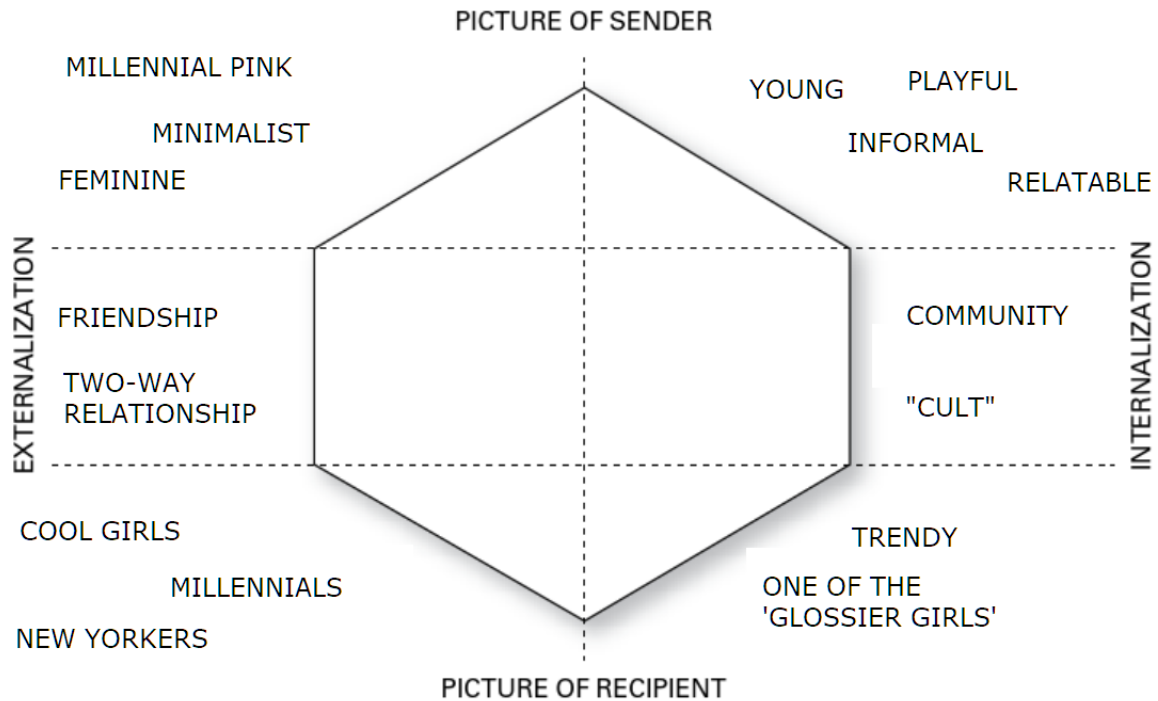 PICTURE OF SENDER
MILLENNIAL PINK
MINIMALIST
FEMININE
YOUNG
PLAYFUL
INFORMAL
RELATABLE
EXTERNALIZATION
FRIENDSHIP
TWO-WAY
RELATIONSHIP
COMMUNITY
"CULT"
INTERNALIZATION
COOL GIRLS
MILLENNIALS
NEW YORKERS
TRENDY
ONE OF THE
'GLOSSIER GIRLS'
PICTURE OF RECIPIENT